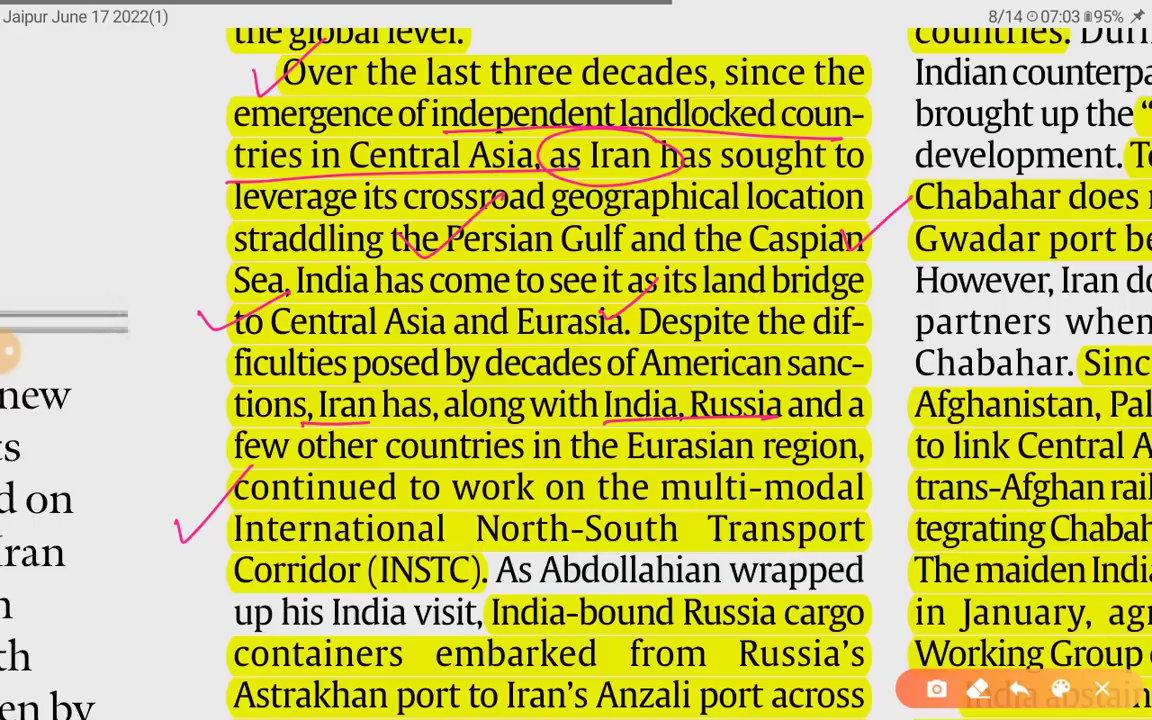 Jaipur June 17 2022(1)
8/14 07:03 95%
the global level.
Over the last three decades, since the
emergence of independent landlocked coun-
tries in Central Asia, as Iran has sought to
leverage its crossroad geographical location
straddling the Persian Gulf and the Caspian
Sea, India has come to see it as its land bridge
to Central Asia and Eurasia. Despite the dif-
ficulties posed by decades of American sanc-
tions, Iran has, along with India, Russia and a
few other countries in the Eurasian region,
continued to work on the multi-modal
International North-South Transport
Corridor (INSTC). As Abdollahian wrapped
up his India visit, India-bound Russia cargo
containers embarked from Russia's
Astrakhan port to Iran's Anzali port across
new
d on
Iran
th
en by
countries.
Indian counterpa
brought up the "
development. T
Chabahar does
Gwadar port be
However, Iran do
partners when
Chabahar. Sinc
Afghanistan, Pak
to link Central A
trans-Afghan rail
tegrating Chabah
The maiden India
in January, agr
Working Group
India abstain